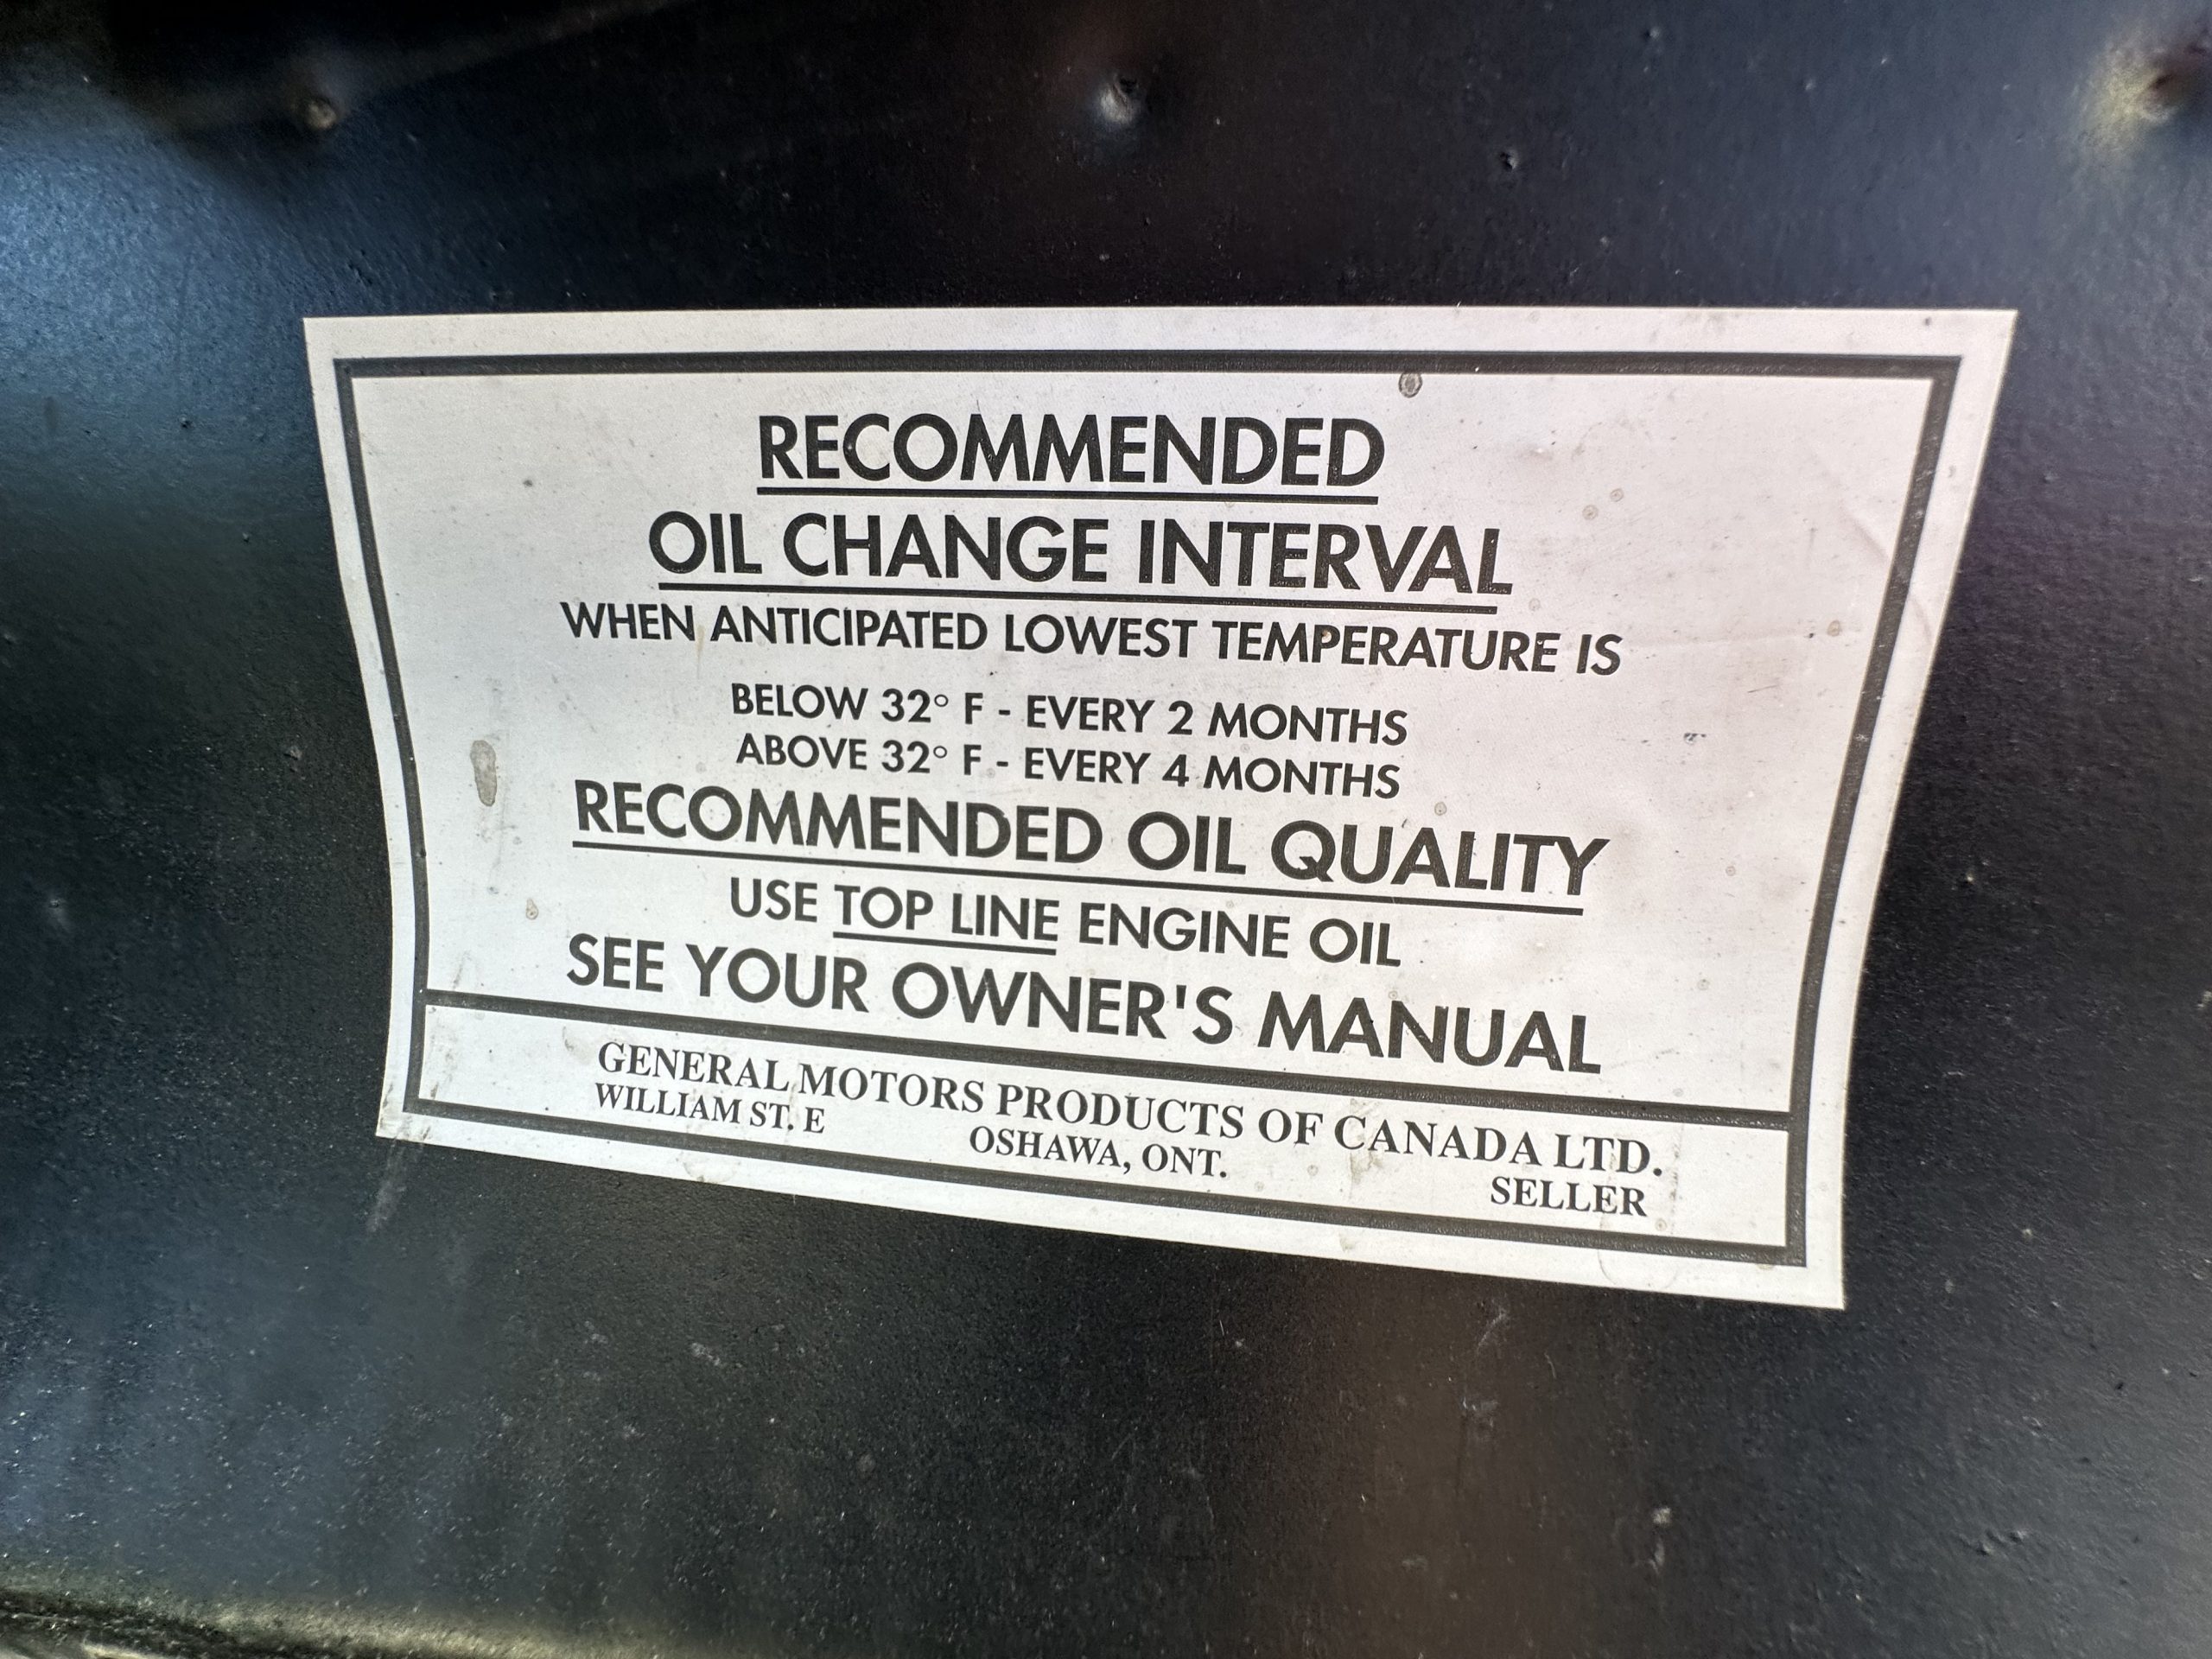 RECOMMENDED
OIL CHANGE INTERVAL
WHEN ANTICIPATED LOWEST TEMPERATURE IS
BELOW 32° F - EVERY 2 MONTHS
ABOVE 32° F - EVERY 4 MONTHS
RECOMMENDED OIL QUALITY
USE TOP LINE ENGINE OIL
SEE YOUR OWNER'S MANUAL
GENERAL MOTORS PRODUCTS OF CANADA LTD.
WILLIAM ST. E OSHAWA, ONT. SELLER